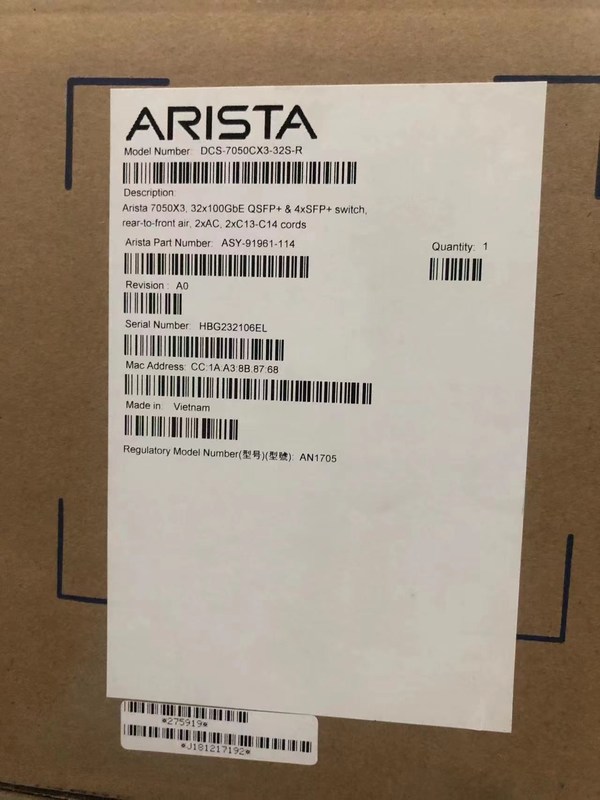 ARISTA
Model Number: DCS-7050CX3-32S-R
Description:
Arista 7050X3, 32x100GbE QSFP+ & 4xSFP+ switch,
rear-to-front air, 2xAC, 2xC13-C14 cords
Arista Part Number: ASY-91961-114
Quantity: 1
Revision : A0
Serial Number: HBG232106EL
Mac Address: CC:1A:A3:8B:87:68
Made in: Vietnam
Regulatory Model Number(型号)(型號): AN1705
*275919*
*J181217192*